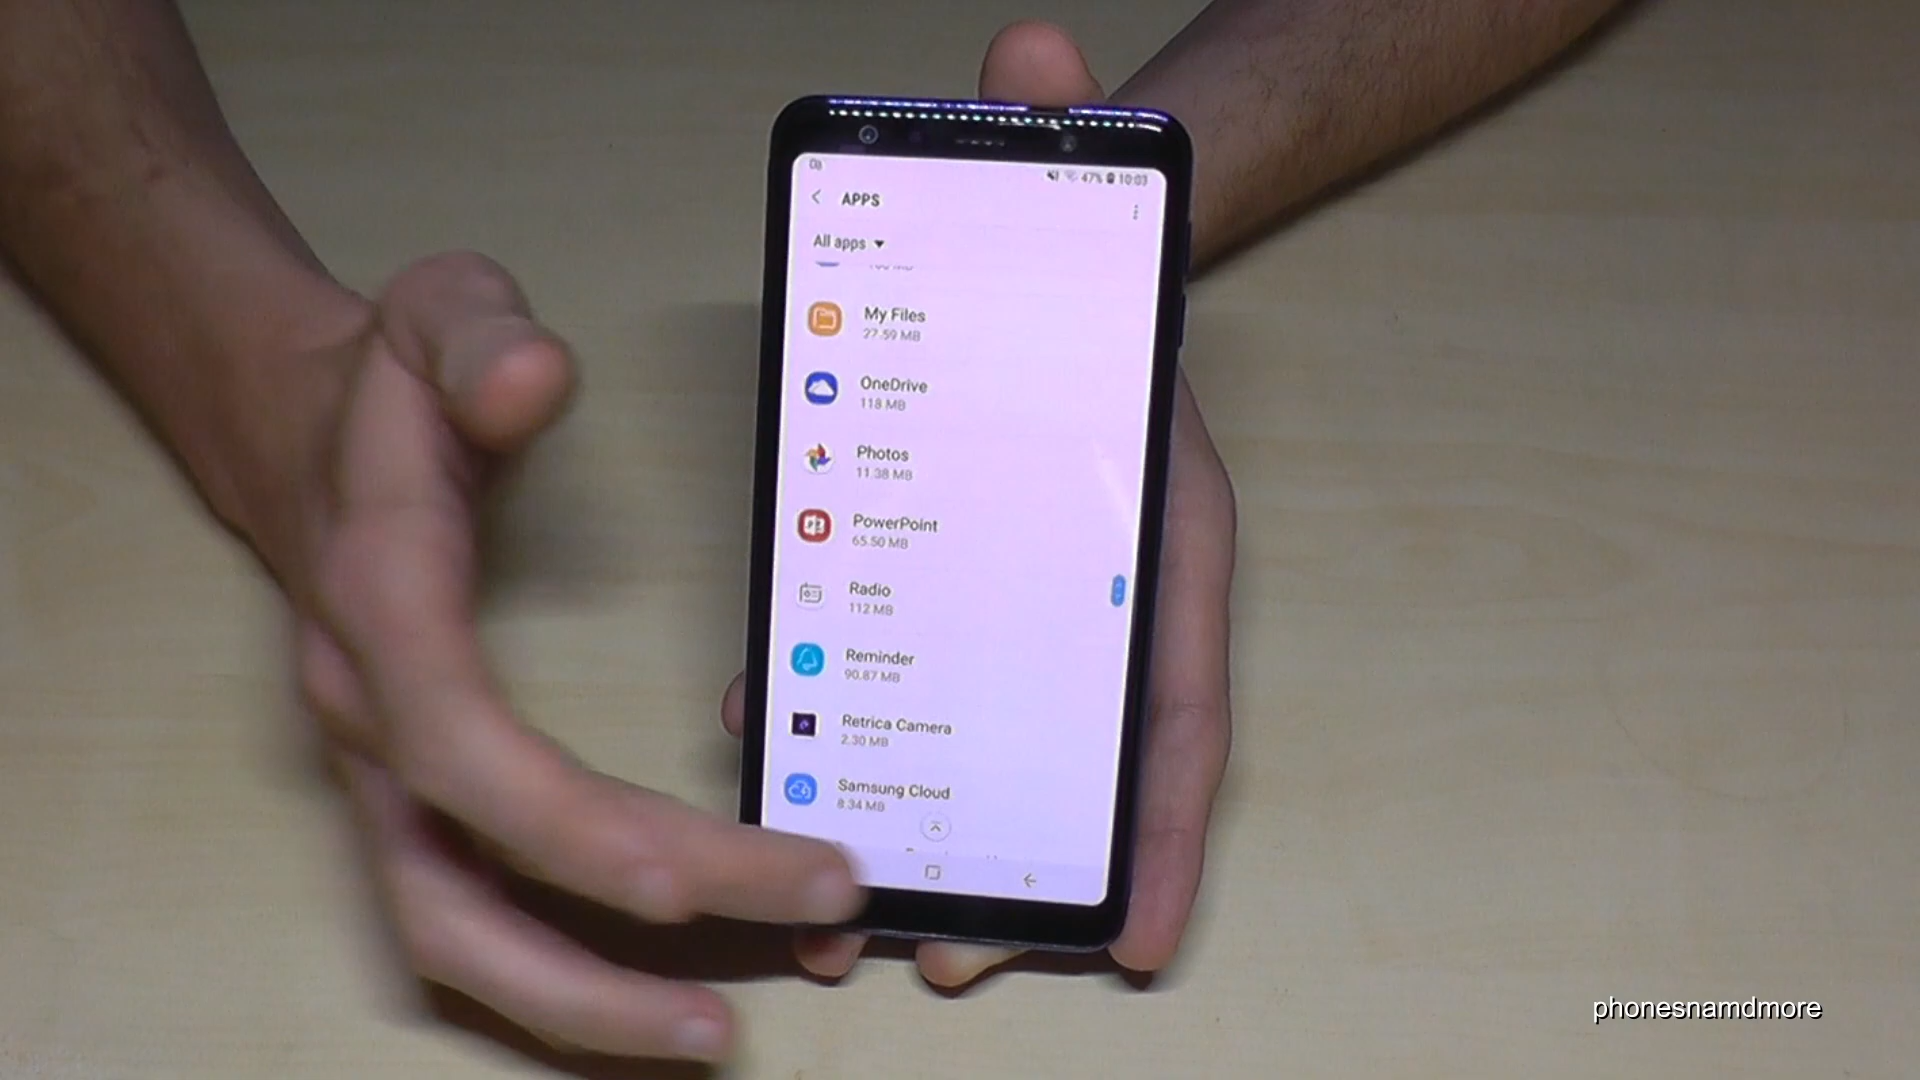 47% 10:03
APPS
All apps
My Files
27.59 MB
OneDrive
118 MB
Photos
11.38 MB
PowerPoint
65.50 MB
Radio
112 MB
Reminder
90.87 MB
Retrica Camera
2.30 MB
Samsung Cloud
8.34 MB
phonesnamdmore